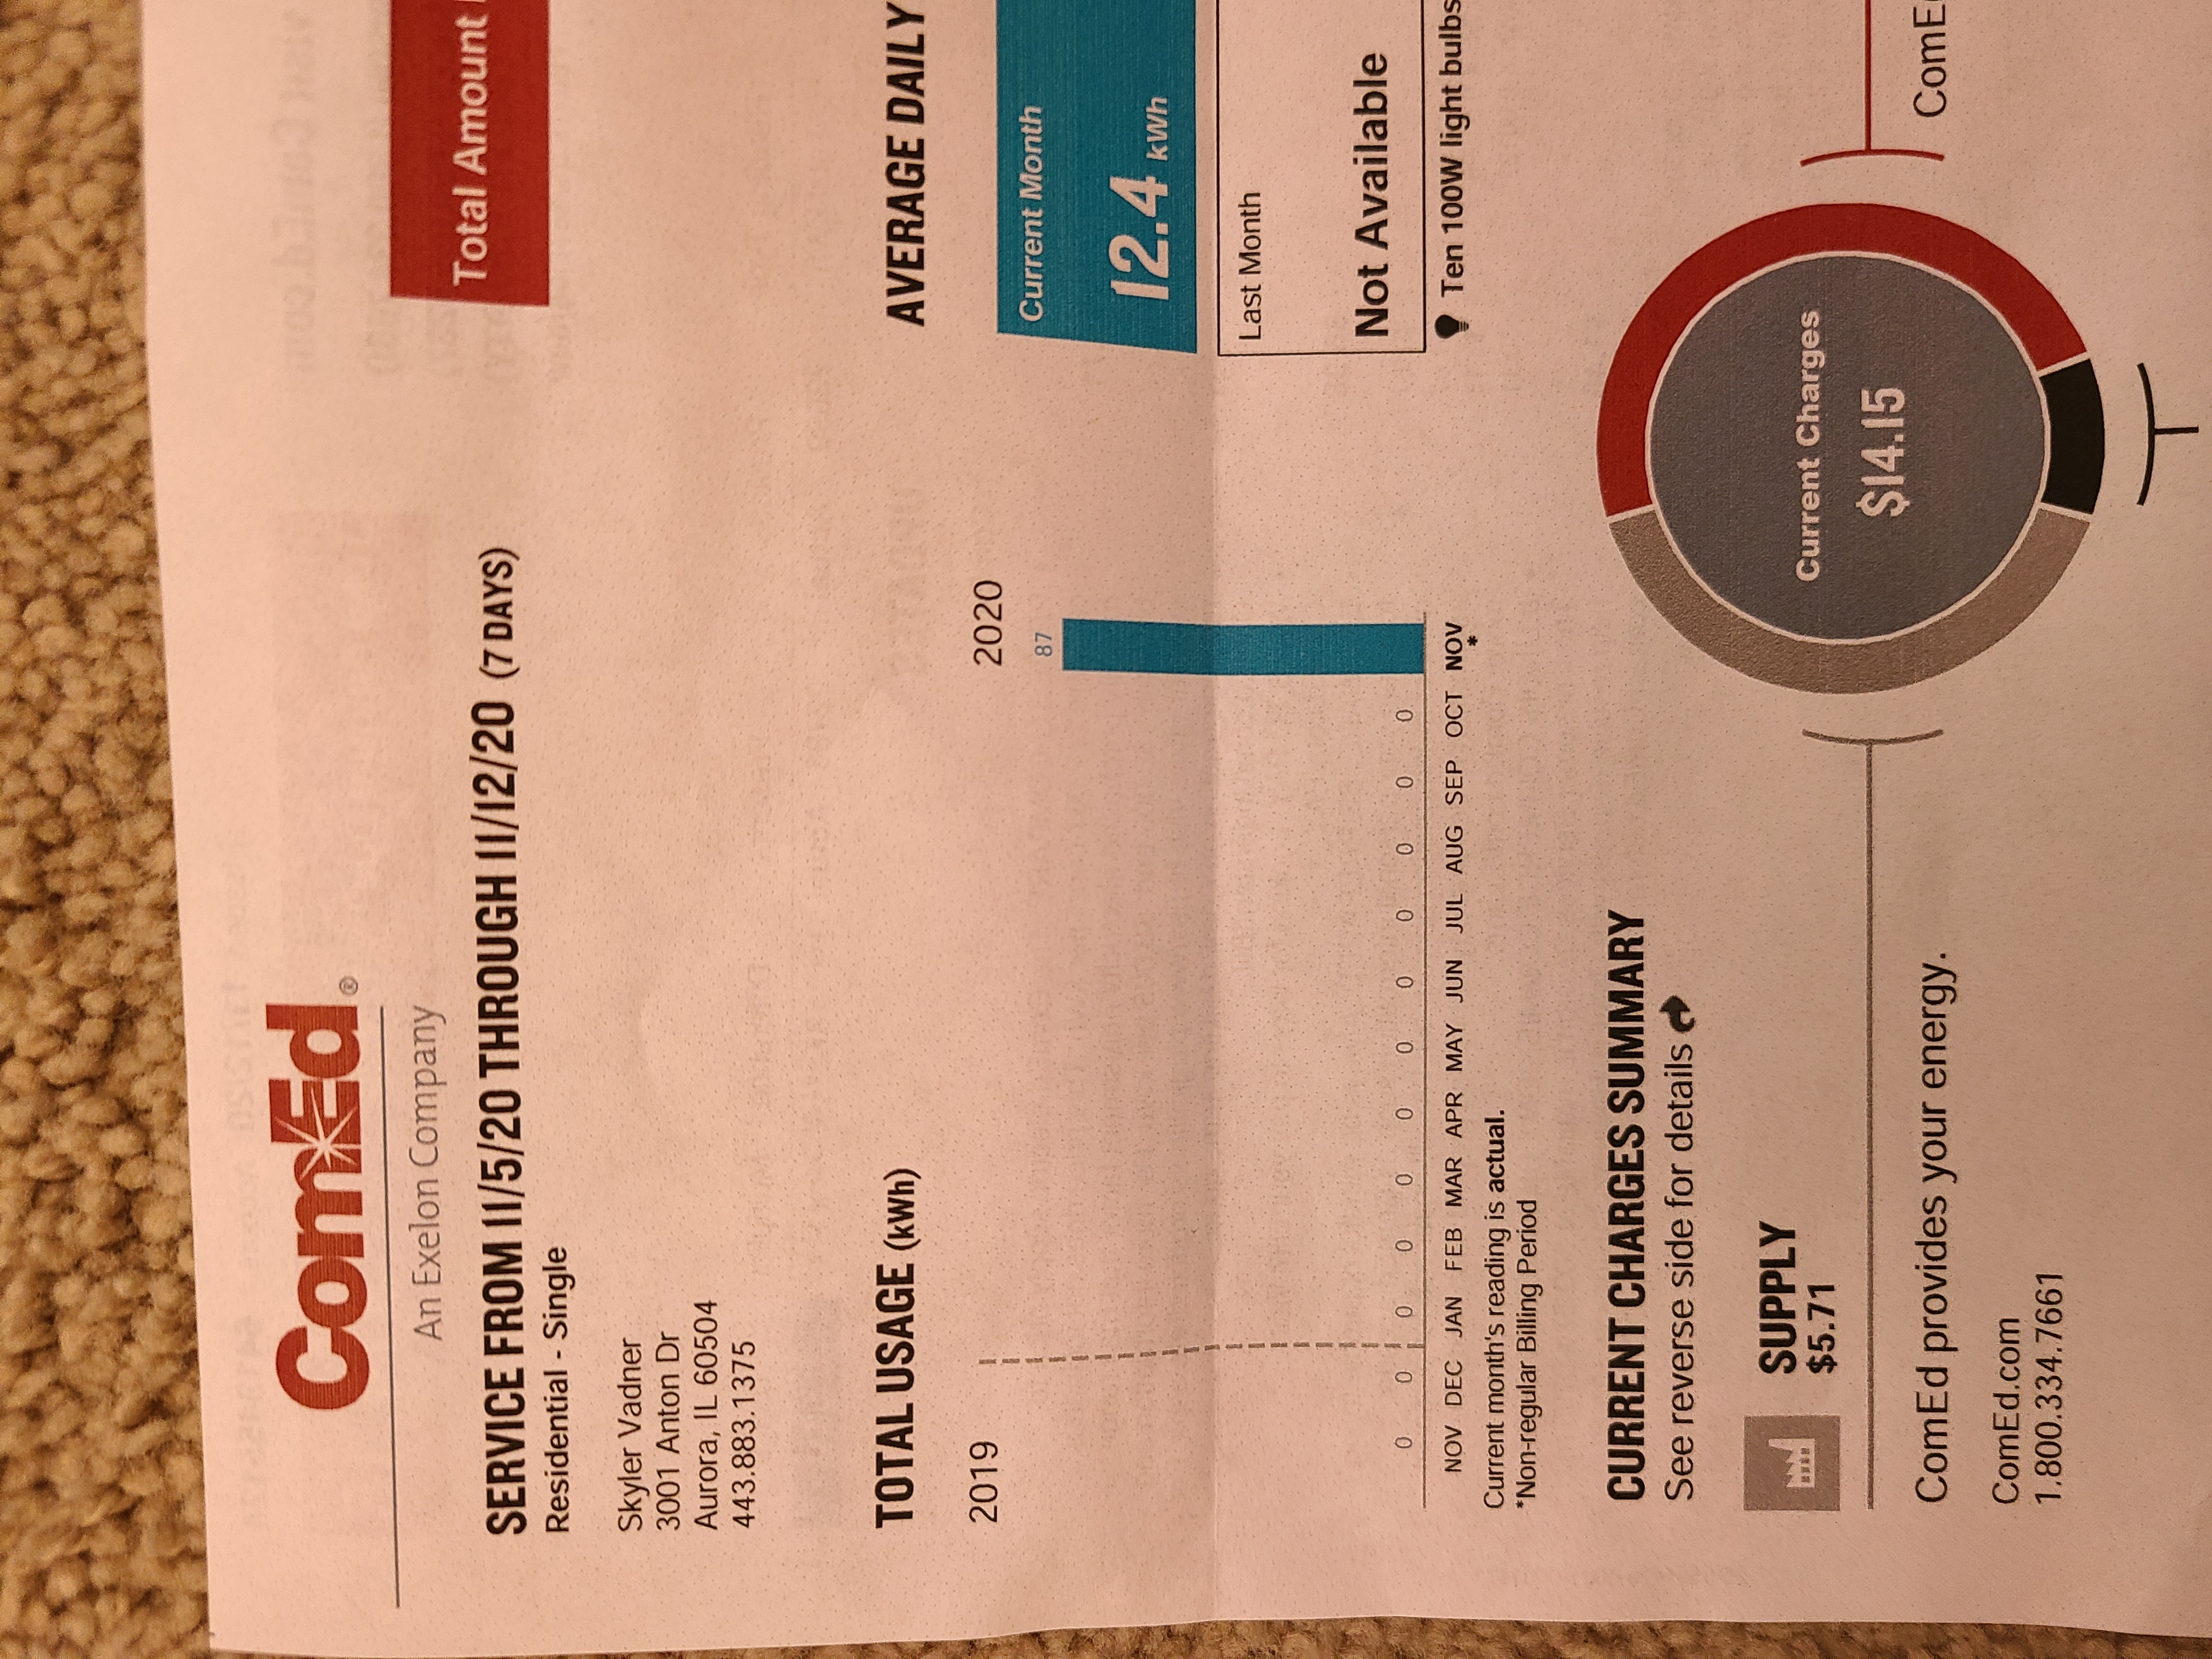 ComEd®
An Exelon Company
Total Amount
SERVICE FROM 11/5/20 THROUGH 11/12/20 (7 DAYS)
Residential - Single
Skyler Vadner
3001 Anton Dr
Aurora, IL 60504
443.883.1375
TOTAL USAGE (kWh)
2019
2020
87
0 0 0 0 0 0 0 0 0 0 0 0
NOV DEC JAN FEB MAR APR MAY JUN JUL AUG SEP OCT NOV
*
Current month's reading is actual.
*Non-regular Billing Period
AVERAGE DAILY
Current Month
12.4 kWh
Last Month
Not Available
Ten 100W light bulbs
CURRENT CHARGES SUMMARY
See reverse side for details
SUPPLY
$5.71
ComEd provides your energy.
ComEd.com
1.800.334.7661
Current Charges
$14.15